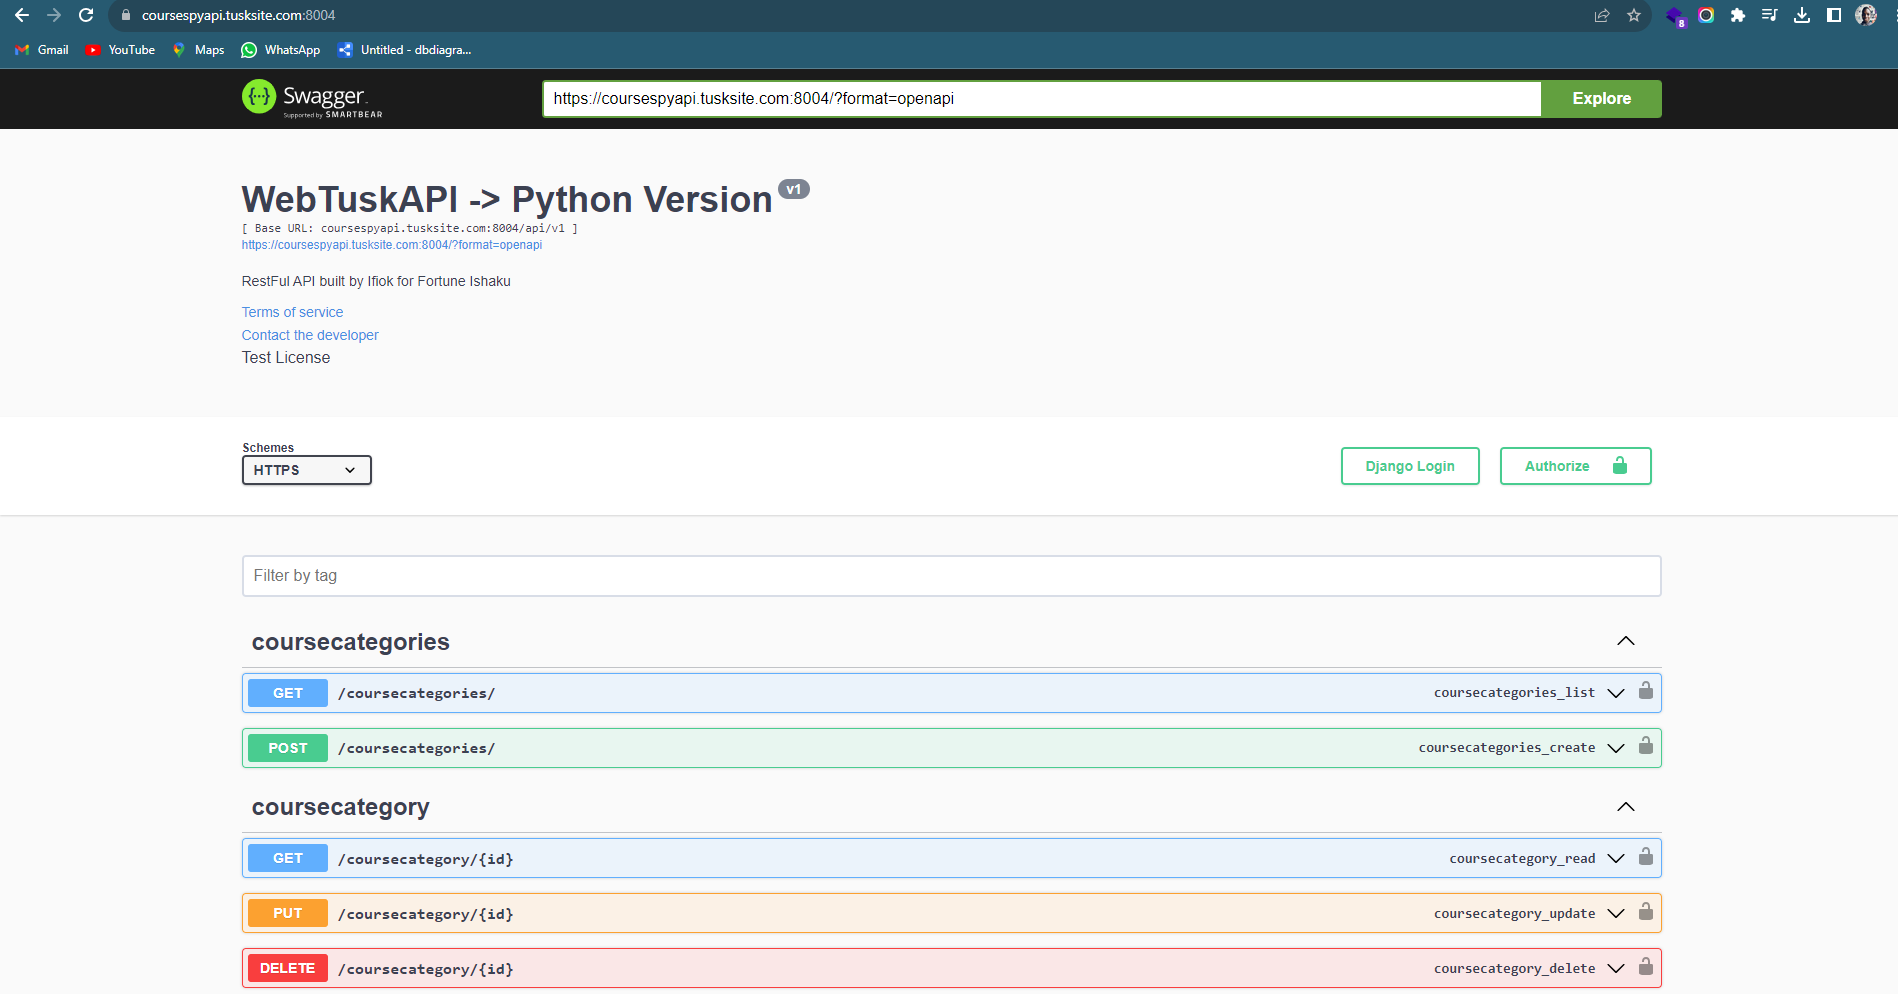 coursespyapi.tusksite.com:8004
8
Gmail YouTube Maps WhatsApp Untitled - dbdiagra...
{··} Swagger
Supported by SMARTBEAR
https://coursespyapi.tusksite.com:8004/?format=openapi Explore
WebTuskAPI -> Python Version v1
[ Base URL: coursespyapi.tusksite.com:8004/api/v1 ]
https://coursespyapi.tusksite.com:8004/?format=openapi
RestFul API built by Ifiok for Fortune Ishaku
Terms of service
Contact the developer
Test License
Schemes
HTTPS
Django Login Authorize
Filter by tag
coursecategories
GET /coursecategories/ coursecategories_list
POST /coursecategories/ coursecategories_create
coursecategory
GET /coursecategory/{id} coursecategory_read
PUT /coursecategory/{id} coursecategory_update
DELETE /coursecategory/{id} coursecategory_delete